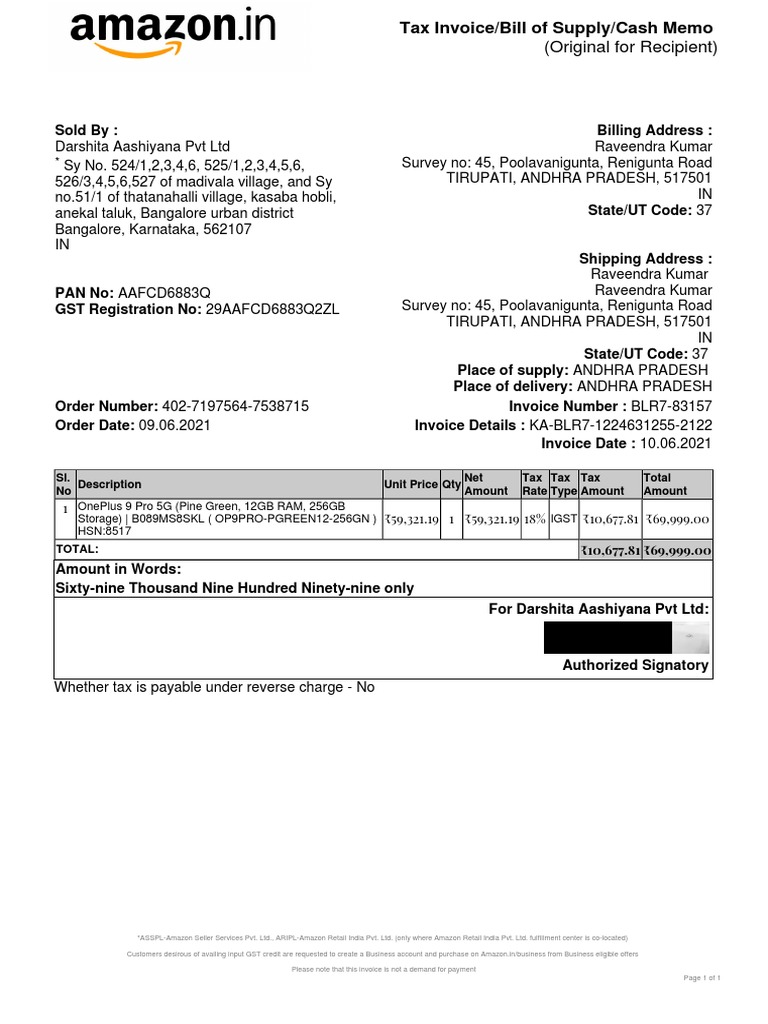 amazon.in
Tax Invoice/Bill of Supply/Cash Memo
(Original for Recipient)
Sold By :
Darshita Aashiyana Pvt Ltd
* Sy No. 524/1,2,3,4,6, 525/1,2,3,4,5,6,
526/3,4,5,6,527 of madivala village, and Sy
no.51/1 of thatanahalli village, kasaba hobli,
anekal taluk, Bangalore urban district
Bangalore, Karnataka, 562107
IN
PAN No: AAFCD6883Q
GST Registration No: 29AAFCD6883Q2ZL
Order Number: 402-7197564-7538715
Order Date: 09.06.2021
Billing Address :
Raveendra Kumar
Survey no: 45, Poolavanigunta, Renigunta Road
TIRUPATI, ANDHRA PRADESH, 517501
IN
State/UT Code: 37
Shipping Address :
Raveendra Kumar
Raveendra Kumar
Survey no: 45, Poolavanigunta, Renigunta Road
TIRUPATI, ANDHRA PRADESH, 517501
IN
State/UT Code: 37
Place of supply: ANDHRA PRADESH
Place of delivery: ANDHRA PRADESH
Invoice Number : BLR7-83157
Invoice Details : KA-BLR7-1224631255-2122
Invoice Date : 10.06.2021
Sl. No Description Unit Price Qty Net Amount Tax Rate Tax Type Tax Amount Total Amount
1 OnePlus 9 Pro 5G (Pine Green, 12GB RAM, 256GB
Storage) | B089MS8SKL ( OP9PRO-PGREEN12-256GN ) ₹59,321.19 1 ₹59,321.19 18% IGST ₹10,677.81 ₹69,999.00
HSN:8517
TOTAL: ₹10,677.81 ₹69,999.00
Amount in Words:
Sixty-nine Thousand Nine Hundred Ninety-nine only
For Darshita Aashiyana Pvt Ltd:
Authorized Signatory
Whether tax is payable under reverse charge - No
*ASSPL-Amazon Seller Services Pvt. Ltd., ARIPL-Amazon Retail India Pvt. Ltd. (only where Amazon Retail India Pvt. Ltd. fulfillment center is co-located)
Customers desirous of availing input GST credit are requested to create a Business account and purchase on Amazon.in/business from Business eligible offers
Please note that this invoice is not a demand for payment
Page 1 of 1